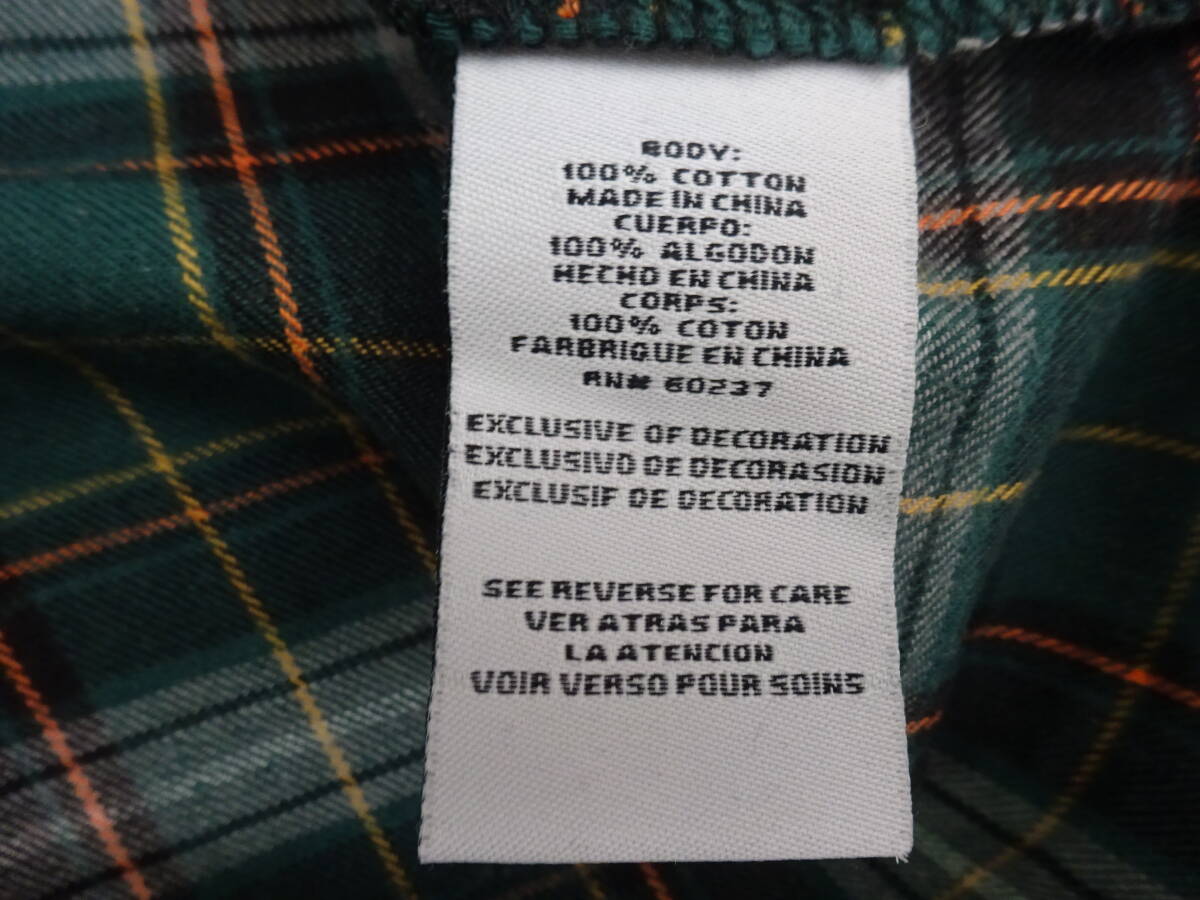 BODY:
100% COTTON
MADE IN CHINA
CUERPO:
100% ALGODON
HECHO EN CHINA
CORPS:
100% COTON
FARBRIQUE EN CHINA
RN# 60237
EXCLUSIVE OF DECORATION
EXCLUSIVO DE DECORASION
EXCLUSIF DE DECORATION
SEE REVERSE FOR CARE
VER ATRAS PARA
LA ATENCION
VOIR VERSO POUR SOINS